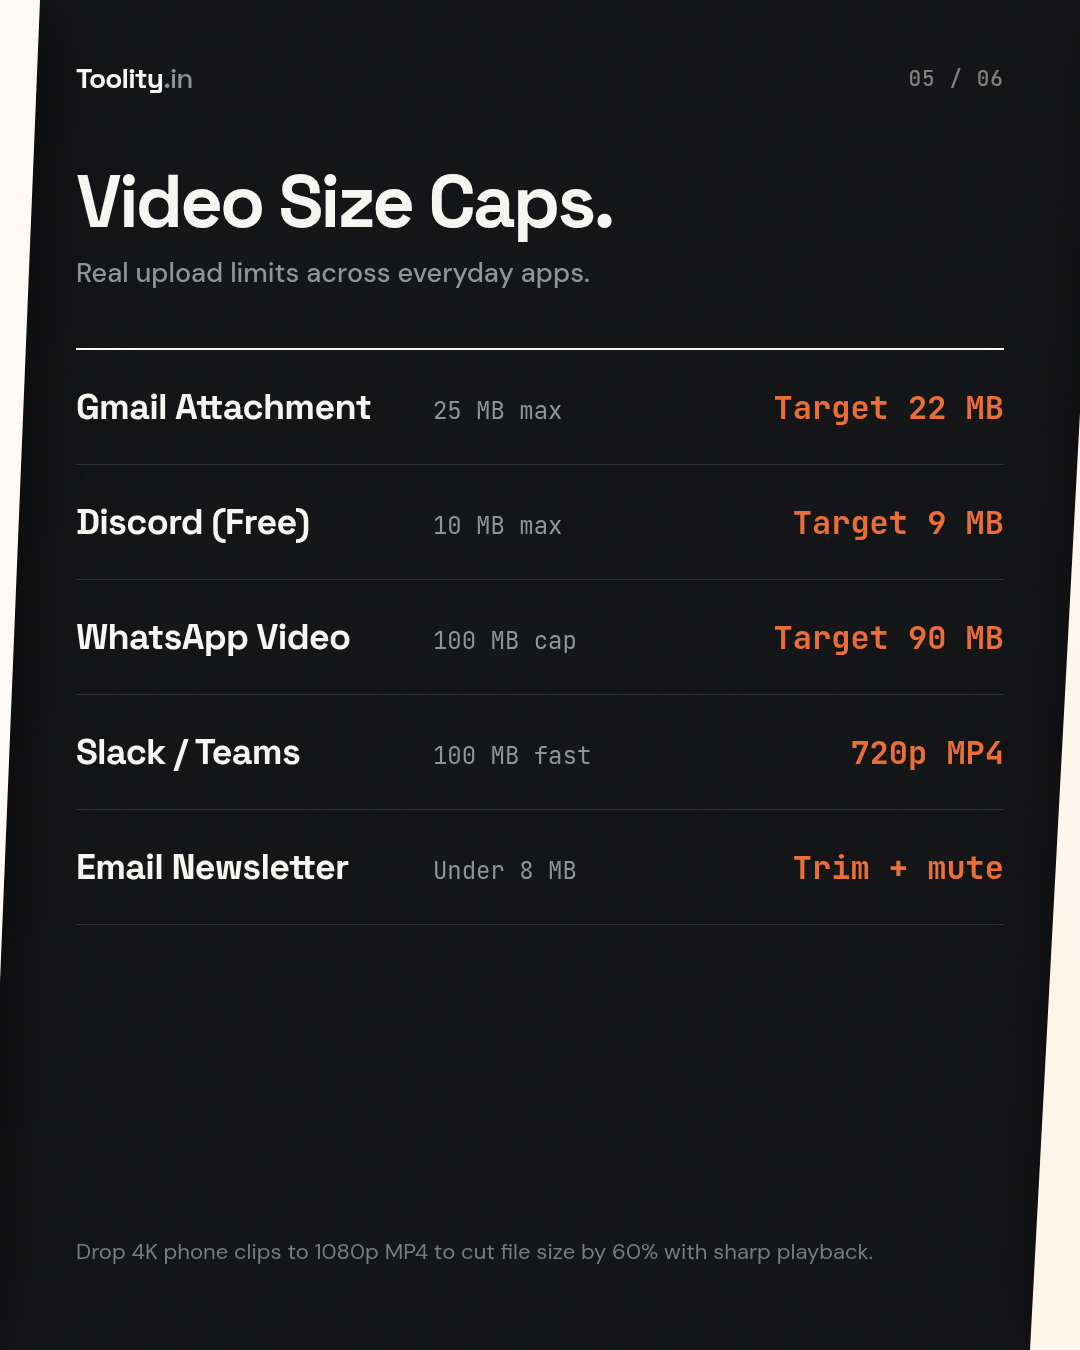 Toolity.in
05 / 06
Video Size Caps.
Real upload limits across everyday apps.
Gmail Attachment 25 MB max Target 22 MB
Discord (Free) 10 MB max Target 9 MB
WhatsApp Video 100 MB cap Target 90 MB
Slack / Teams 100 MB fast 720p MP4
Email Newsletter Under 8 MB Trim + mute
Drop 4K phone clips to 1080p MP4 to cut file size by 60% with sharp playback.